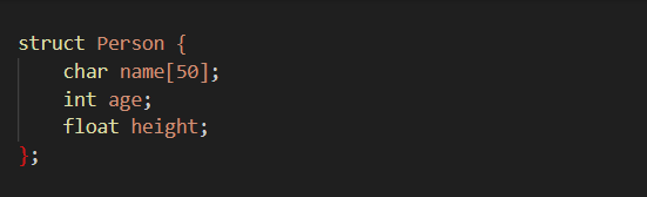 struct Person {
    char name[50];
    int age;
    float height;
};